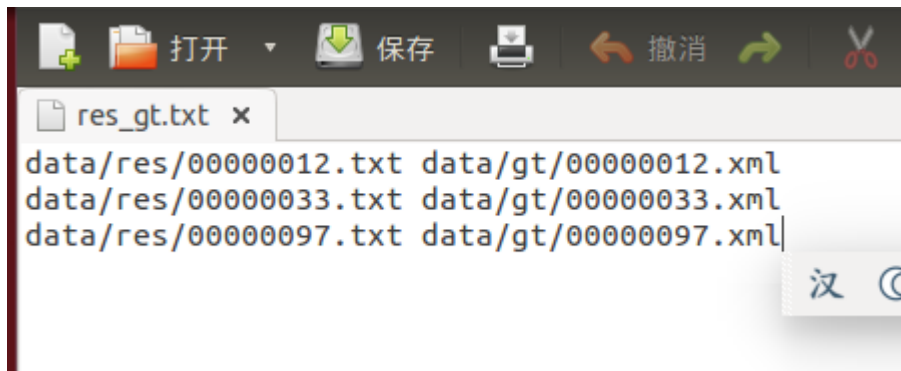 打开 保存 撤消
res_gt.txt ×
data/res/00000012.txt data/gt/00000012.xml
data/res/00000033.txt data/gt/00000033.xml
data/res/00000097.txt data/gt/00000097.xml
汉